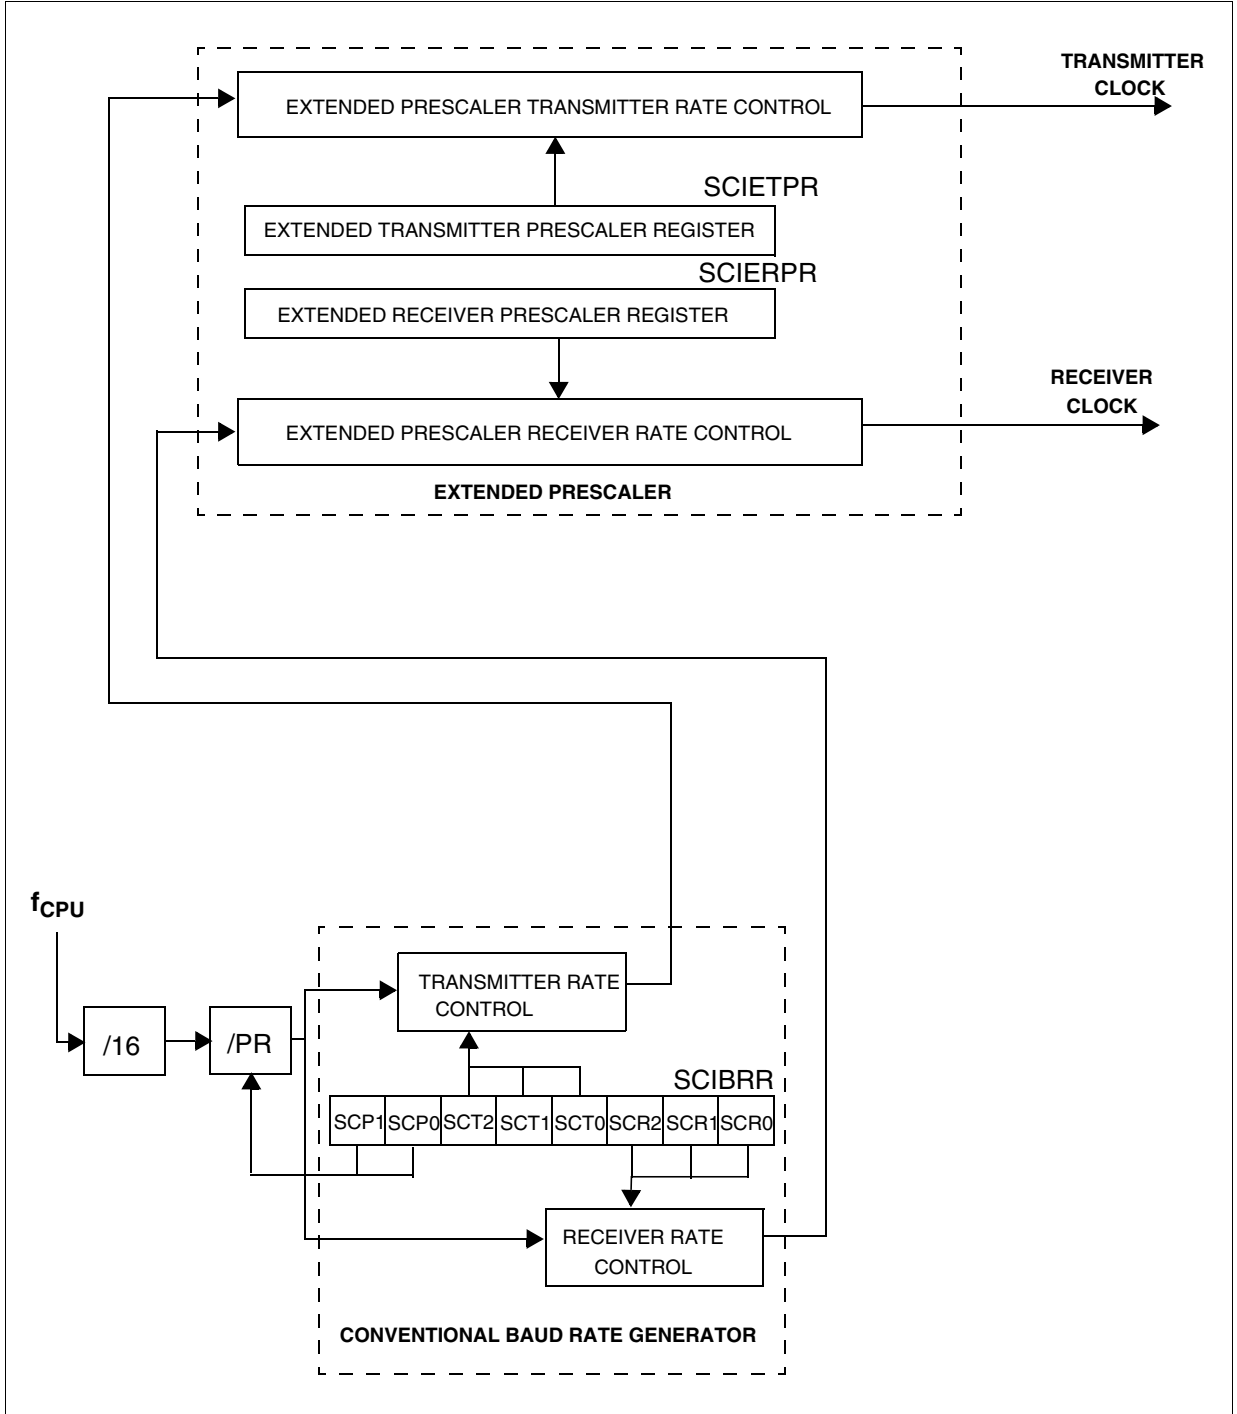 TRANSMITTER
CLOCK
EXTENDED PRESCALER TRANSMITTER RATE CONTROL
SCIETPR
EXTENDED TRANSMITTER PRESCALER REGISTER
SCIERPR
EXTENDED RECEIVER PRESCALER REGISTER
RECEIVER
CLOCK
EXTENDED PRESCALER RECEIVER RATE CONTROL
EXTENDED PRESCALER
fCPU
TRANSMITTER RATE
CONTROL
/16
/PR
SCIBRR
SCP1 SCP0 SCT2 SCT1 SCT0 SCR2 SCR1 SCR0
RECEIVER RATE
CONTROL
CONVENTIONAL BAUD RATE GENERATOR